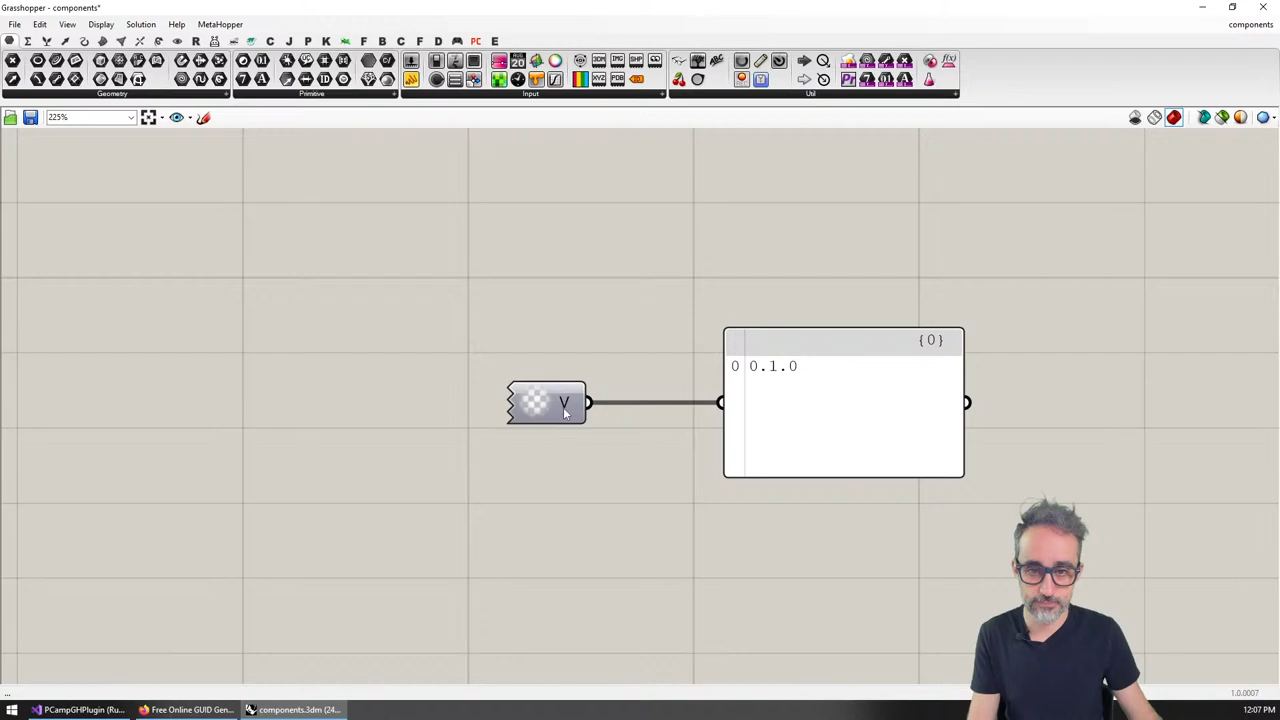 Grasshopper - components*
File Edit View Display Solution Help MetaHopper
components
C J P K F B C F D PC E
Geometry Primitive Input Util
225%
V
{0}
0 0.1.0
...
1.0.0007
PCampGHPlugin (Ru...
Free Online GUID Gen...
components.3dm (24...
12:07 PM